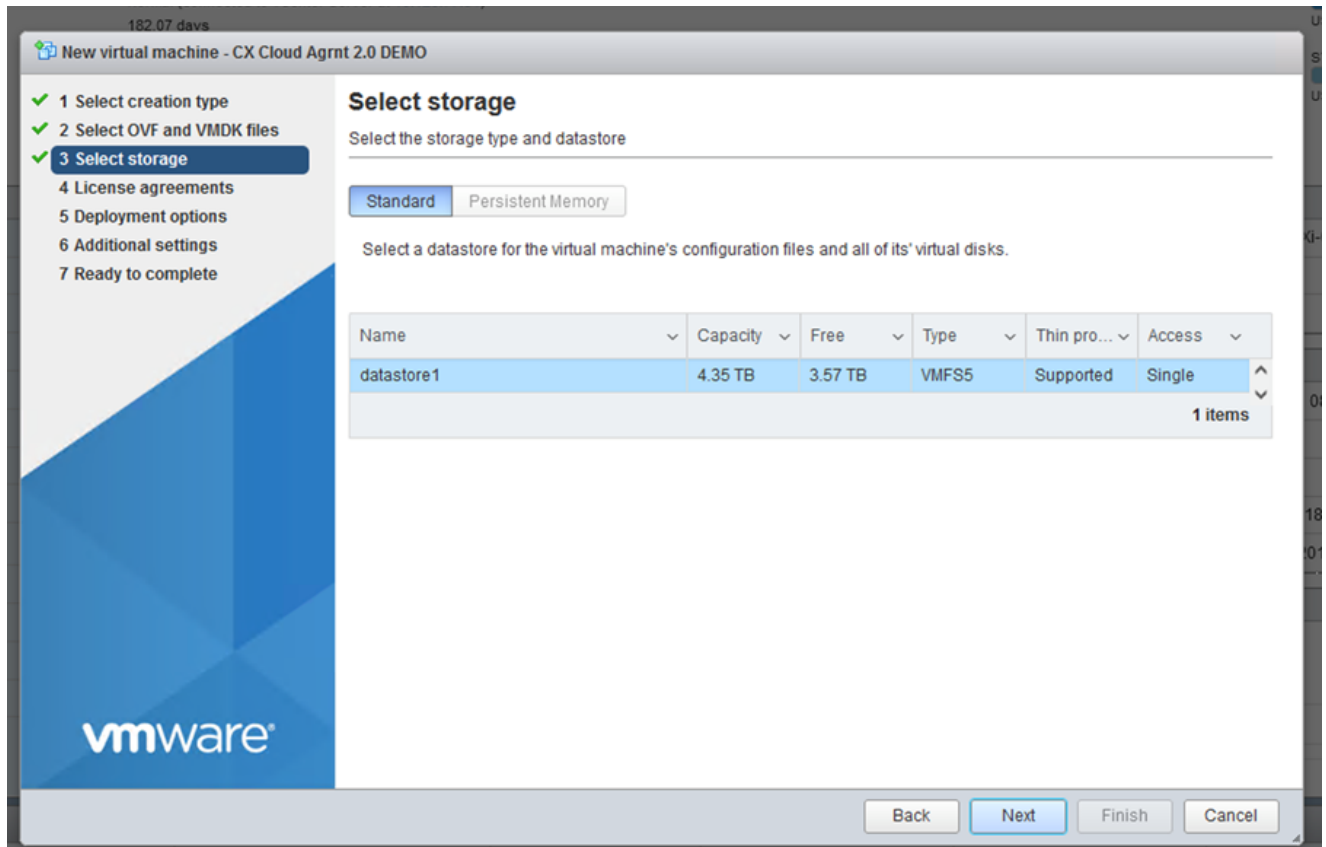 182.07 days
New virtual machine - CX Cloud Agrnt 2.0 DEMO
1 Select creation type
2 Select OVF and VMDK files
3 Select storage
4 License agreements
5 Deployment options
6 Additional settings
7 Ready to complete
Select storage
Select the storage type and datastore
Standard Persistent Memory
Select a datastore for the virtual machine's configuration files and all of its' virtual disks.
Name Capacity Free Type Thin pro... Access
datastore1 4.35 TB 3.57 TB VMFS5 Supported Single
1 items
vmware®
Back Next Finish Cancel